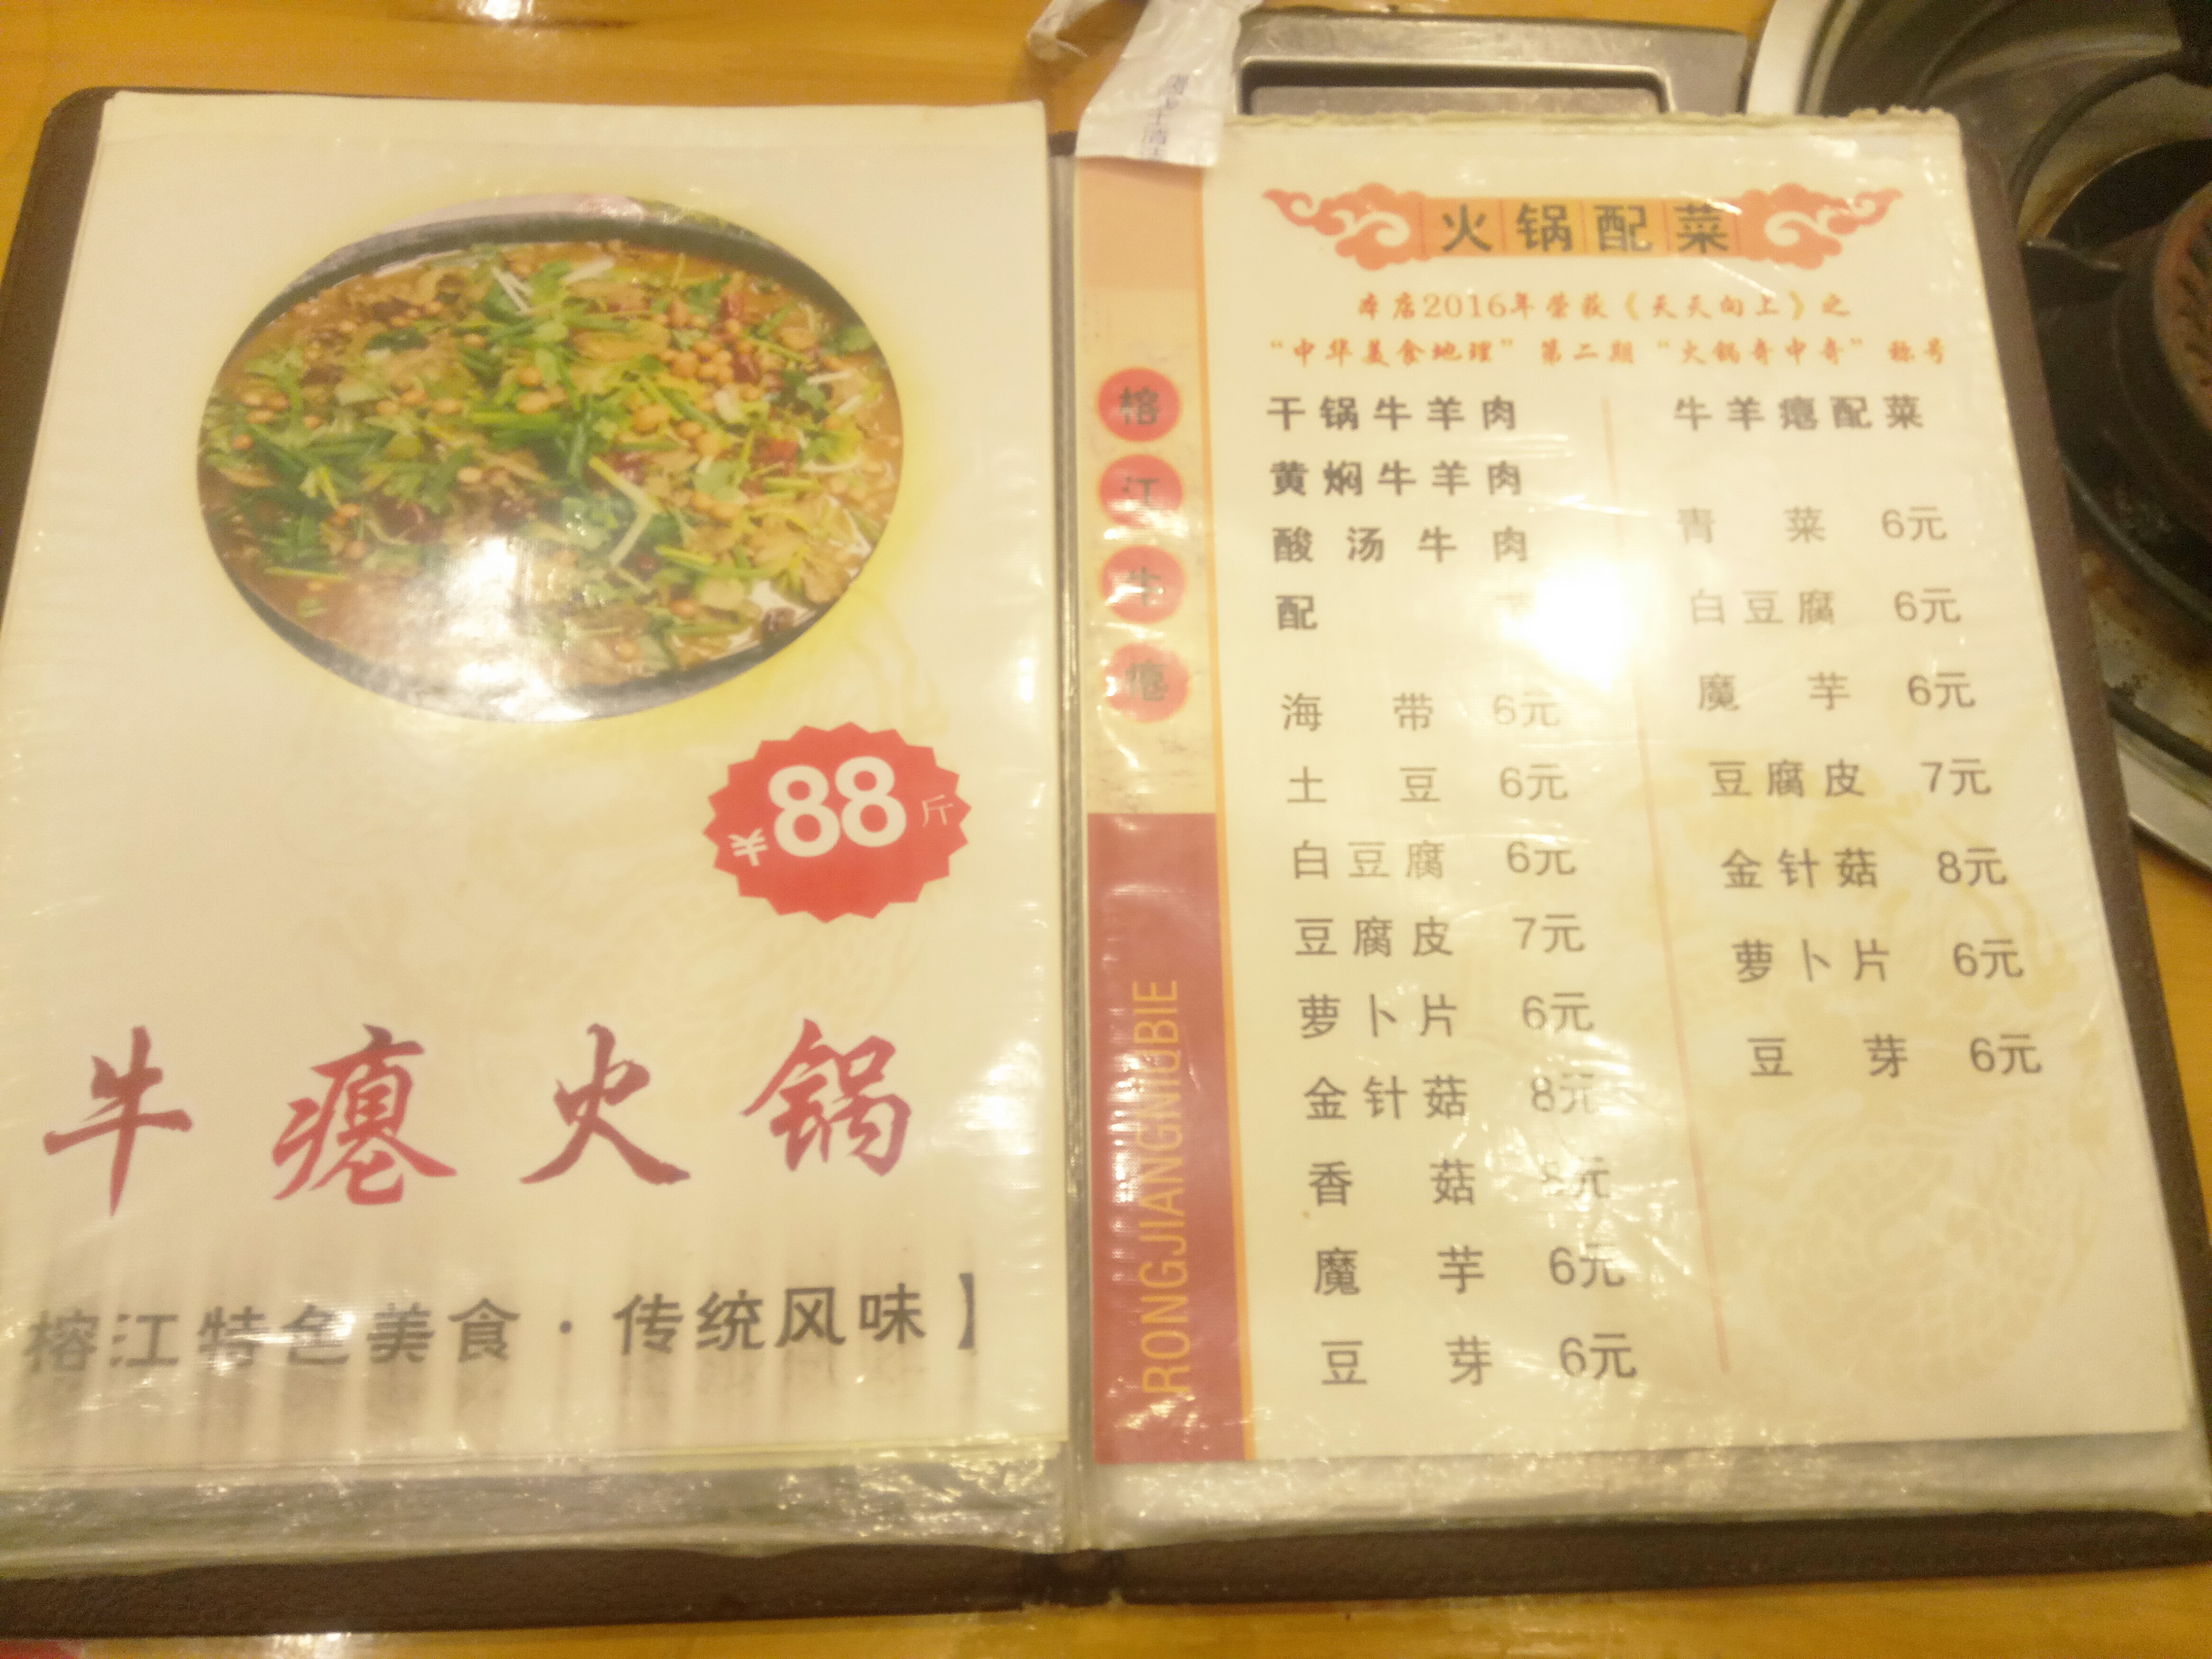 ¥88斤
牛瘪火锅
榕江特色美食·传统风味】
榕江牛瘪
RONGJIANGNIUBIE
火锅配菜
本店2016年荣获《天天向上》之
“中华美食地理”第二期“火锅奇中奇”称号
干锅牛羊肉
黄焖牛羊肉
酸汤牛肉
配菜
海带 6元
土豆 6元
白豆腐 6元
豆腐皮 7元
萝卜片 6元
金针菇 8元
香菇 8元
魔芋 6元
豆芽 6元
牛羊瘪配菜
青菜 6元
白豆腐 6元
魔芋 6元
豆腐皮 7元
金针菇 8元
萝卜片 6元
豆芽 6元